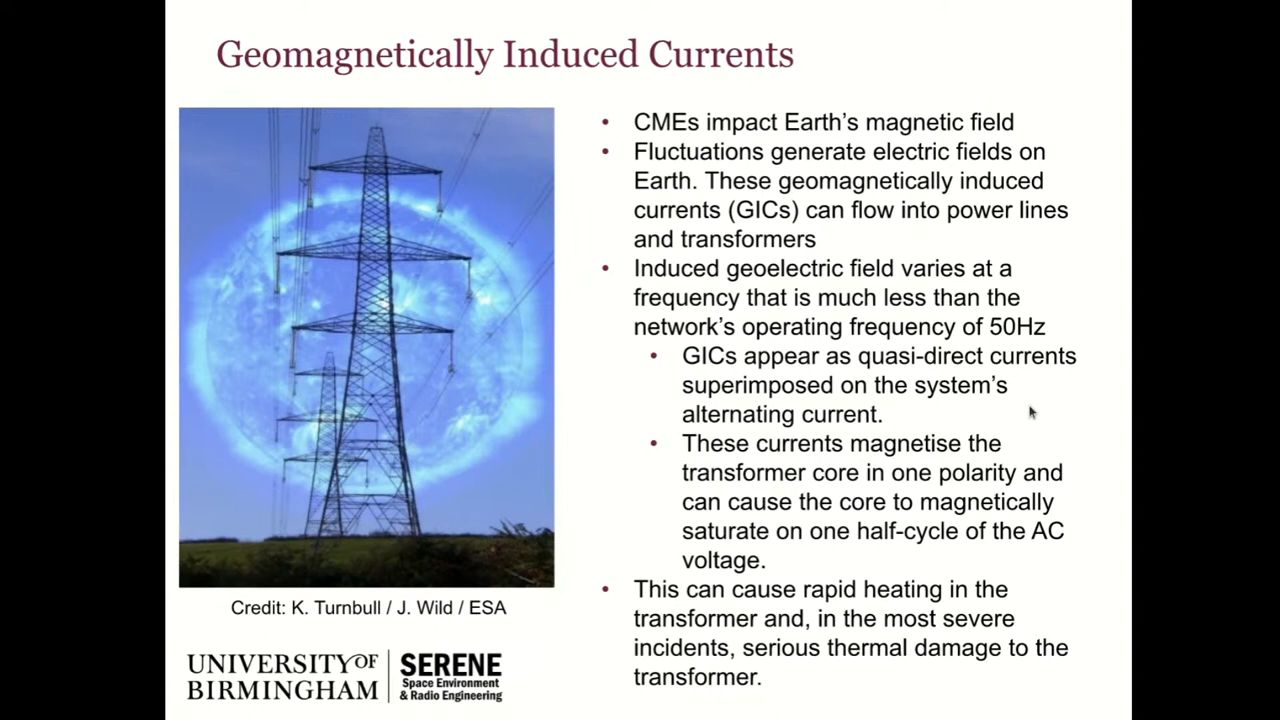 Geomagnetically Induced Currents
• CMEs impact Earth's magnetic field
• Fluctuations generate electric fields on
Earth. These geomagnetically induced
currents (GICs) can flow into power lines
and transformers
• Induced geoelectric field varies at a
frequency that is much less than the
network's operating frequency of 50Hz
• GICs appear as quasi-direct currents
superimposed on the system's
alternating current.
• These currents magnetise the
transformer core in one polarity and
can cause the core to magnetically
saturate on one half-cycle of the AC
voltage.
• This can cause rapid heating in the
transformer and, in the most severe
incidents, serious thermal damage to the
transformer.
Credit: K. Turnbull / J. Wild / ESA
UNIVERSITY OF
BIRMINGHAM
SERENE
Space Environment
& Radio Engineering